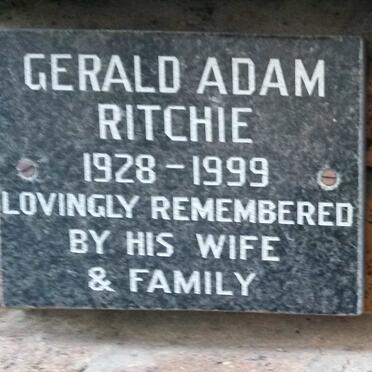 GERALD ADAM
RITCHIE
1928 - 1999
LOVINGLY REMEMBERED
BY HIS WIFE
& FAMILY